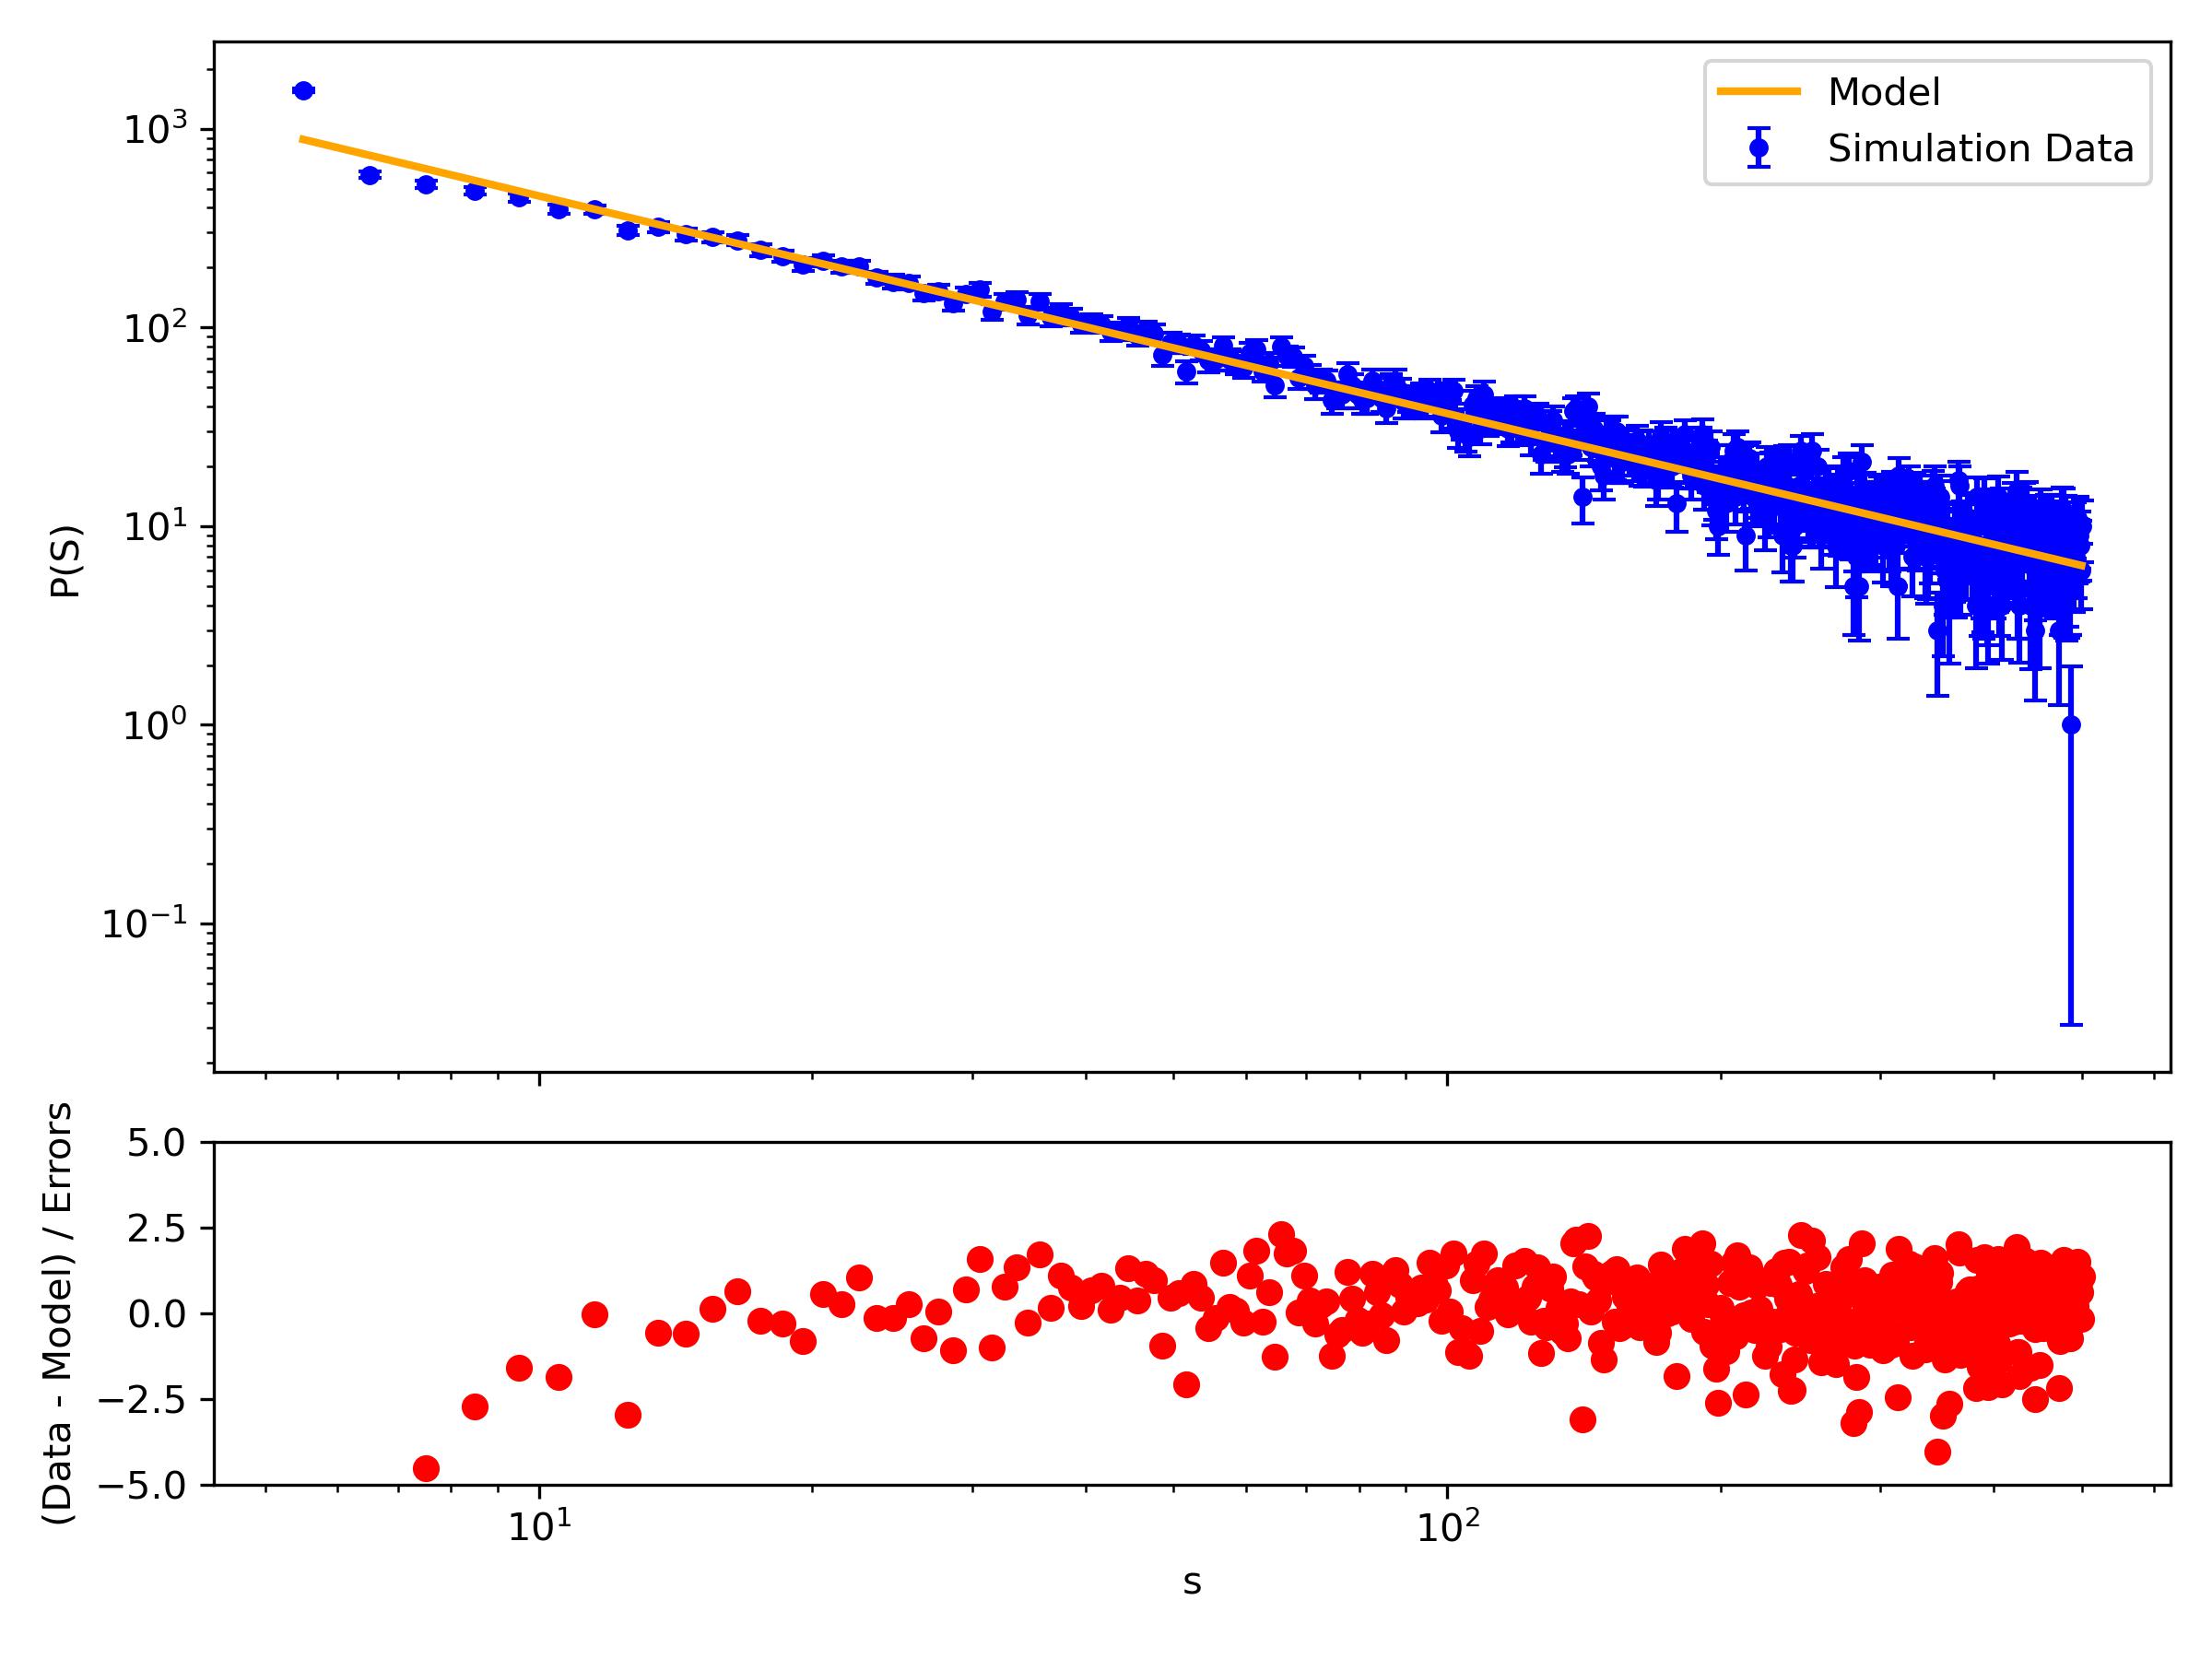 Model
Simulation Data
10³
10²
10¹
10⁰
10⁻¹
P(S)
5.0
2.5
0.0
−2.5
−5.0
(Data - Model) / Errors
10¹
10²
s